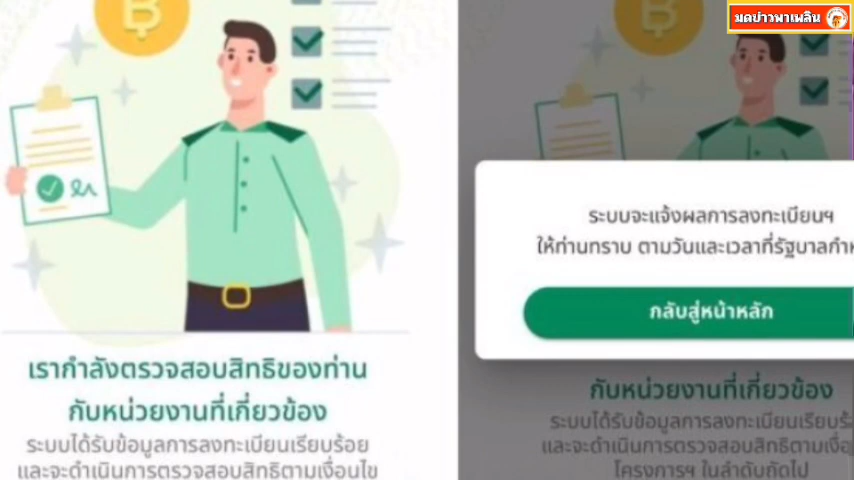 มดข่าวพาเพลิน
เรากำลังตรวจสอบสิทธิของท่าน
กับหน่วยงานที่เกี่ยวข้อง
ระบบได้รับข้อมูลการลงทะเบียนเรียบร้อย
และจะดำเนินการตรวจสอบสิทธิตามเงื่อนไข
ระบบจะแจ้งผลการลงทะเบียนฯ
ให้ท่านทราบ ตามวันและเวลาที่รัฐบาลกำห
กลับสู่หน้าหลัก
กับหน่วยงานที่เกี่ยวข้อง
ระบบได้รับข้อมูลการลงทะเบียนเรียบร้
และจะดำเนินการตรวจสอบสิทธิตามเงื่อ
โครงการฯ ในลำดับถัดไป